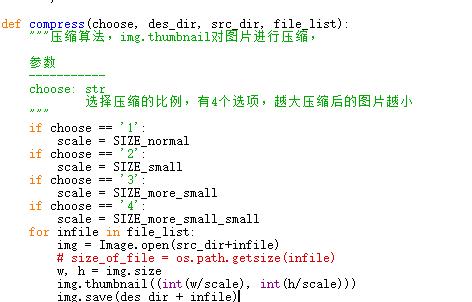 def compress(choose, des_dir, src_dir, file_list):
    """压缩算法，img.thumbnail对图片进行压缩，
    参数
    -----------
    choose: str
            选择压缩的比例，有4个选项，越大压缩后的图片越小
    """
    if choose == '1':
        scale = SIZE_normal
    if choose == '2':
        scale = SIZE_small
    if choose == '3':
        scale = SIZE_more_small
    if choose == '4':
        scale = SIZE_more_small_small
    for infile in file_list:
        img = Image.open(src_dir+infile)
        # size_of_file = os.path.getsize(infile)
        w, h = img.size
        img.thumbnail((int(w/scale), int(h/scale)))
        img.save(des_dir + infile)